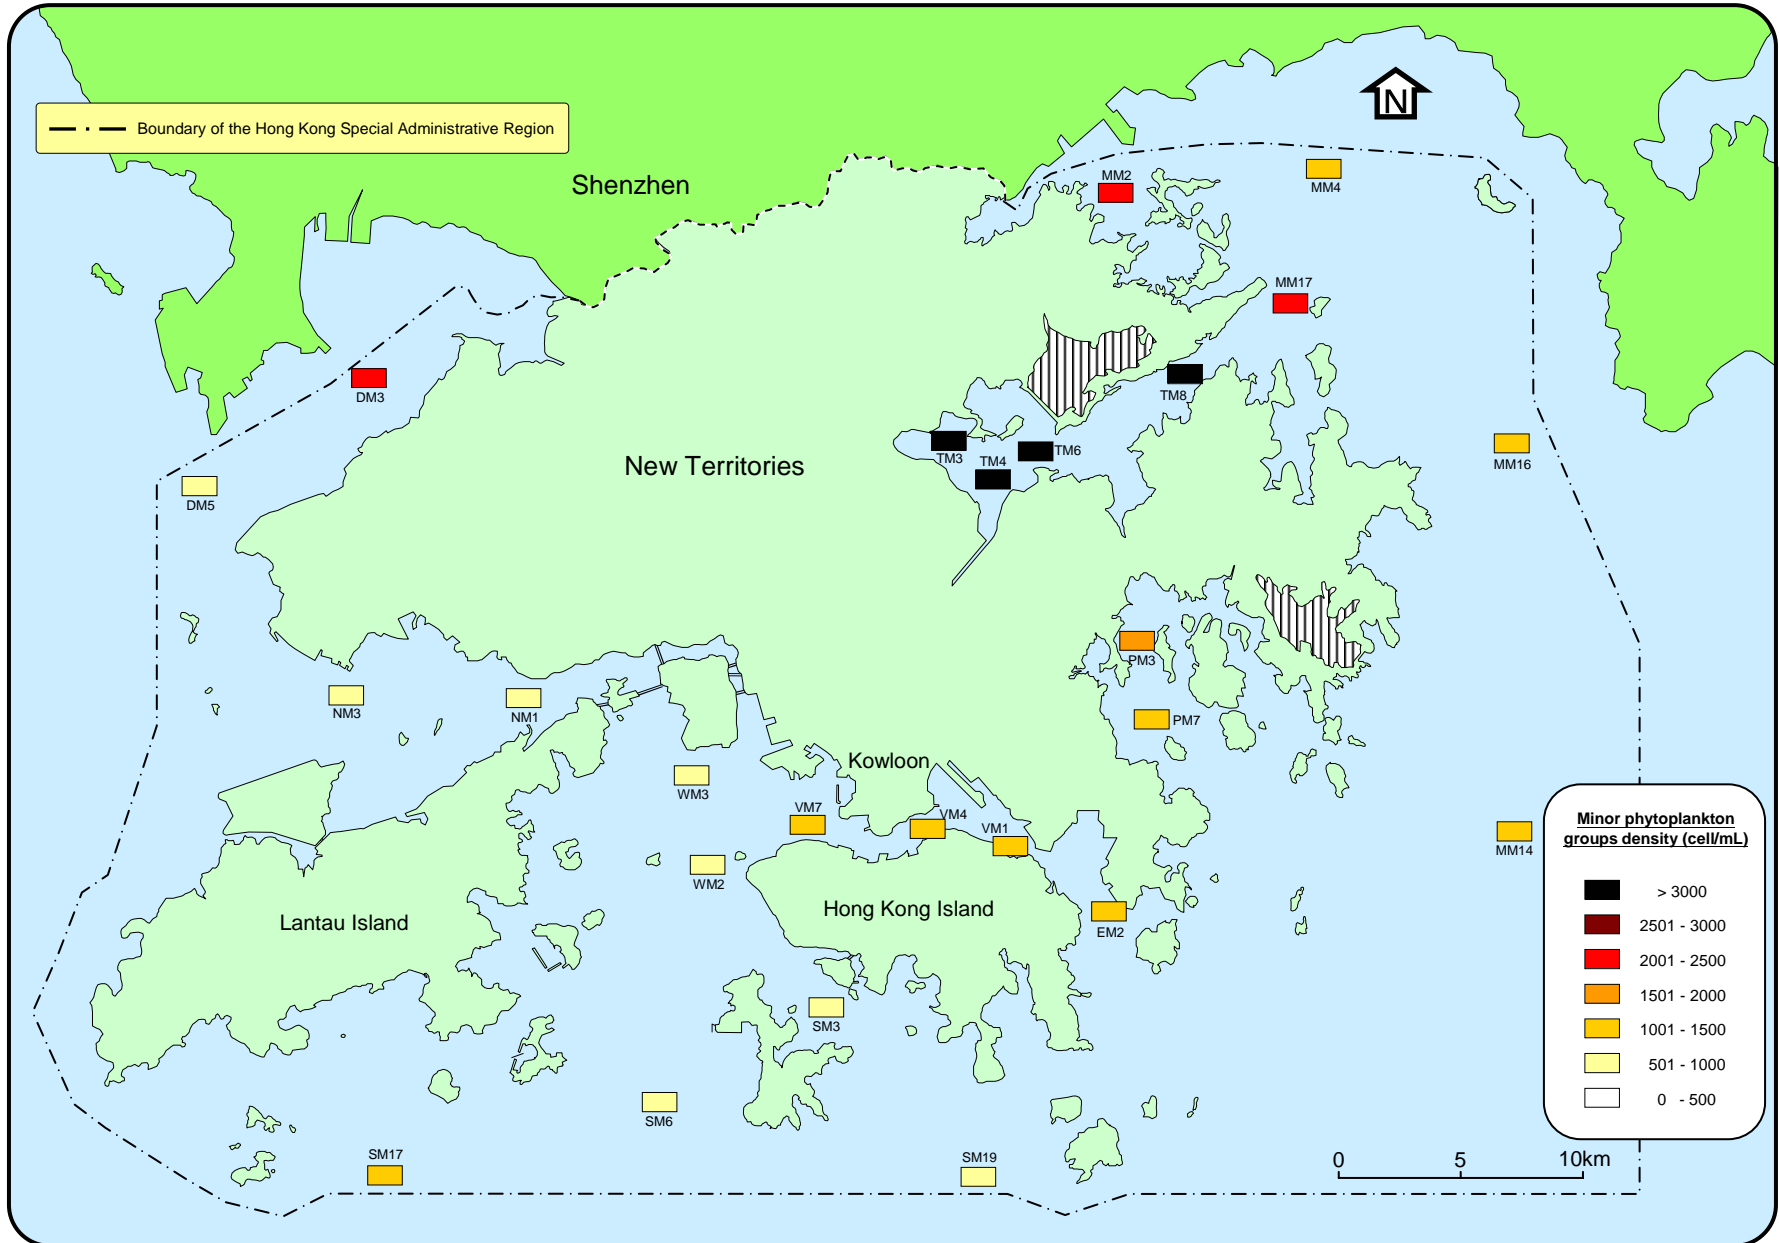 Boundary of the Hong Kong Special Administrative Region
N
Shenzhen
MM2
MM4
MM17
DM3
TM8
TM3
TM4
TM6
New Territories
MM16
DM5
PM3
NM3
NM1
PM7
Kowloon
WM3
VM7
VM4
VM1
MM14
WM2
Hong Kong Island
Lantau Island
EM2
SM3
SM6
SM17
SM19
Minor phytoplankton
groups density (cell/mL)
> 3000
2501 - 3000
2001 - 2500
1501 - 2000
1001 - 1500
501 - 1000
0 - 500
0 5 10km